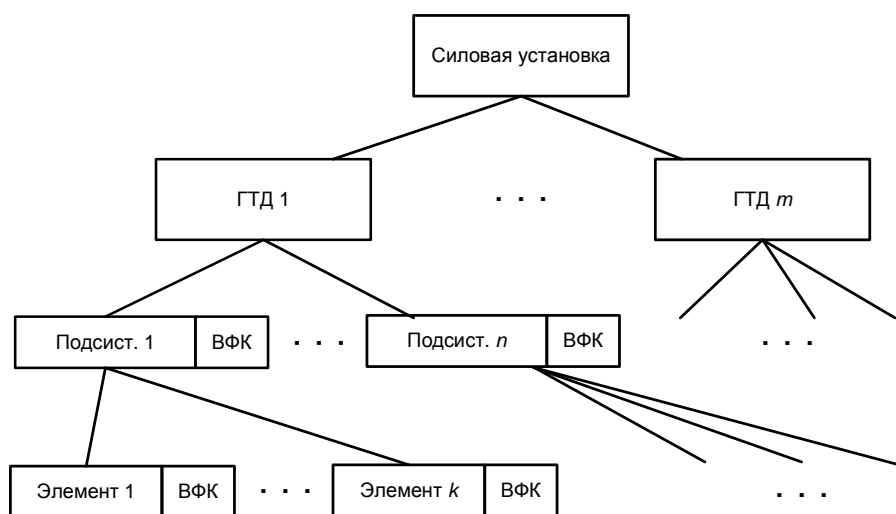 Силовая установка
ГТД 1 . . . ГТД m
Подсист. 1 ВФК . . . Подсист. n ВФК . . .
Элемент 1 ВФК . . . Элемент k ВФК . . .